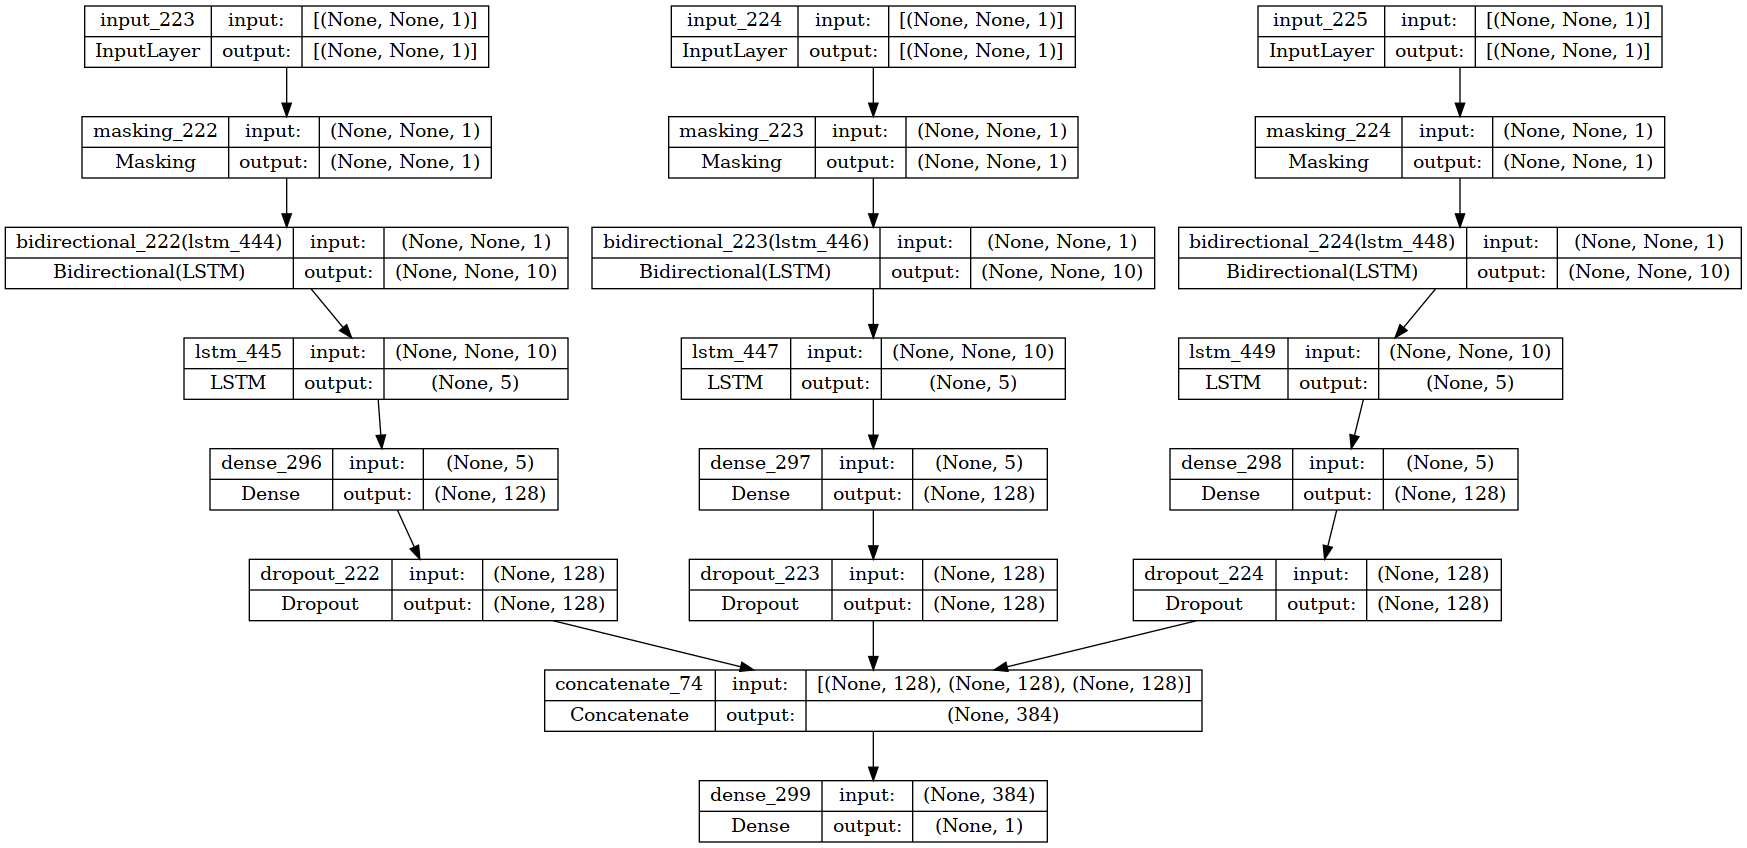 input_223 input: [(None, None, 1)]
InputLayer output: [(None, None, 1)]
input_224 input: [(None, None, 1)]
InputLayer output: [(None, None, 1)]
input_225 input: [(None, None, 1)]
InputLayer output: [(None, None, 1)]
masking_222 input: (None, None, 1)
Masking output: (None, None, 1)
masking_223 input: (None, None, 1)
Masking output: (None, None, 1)
masking_224 input: (None, None, 1)
Masking output: (None, None, 1)
bidirectional_222(lstm_444) input: (None, None, 1)
Bidirectional(LSTM) output: (None, None, 10)
bidirectional_223(lstm_446) input: (None, None, 1)
Bidirectional(LSTM) output: (None, None, 10)
bidirectional_224(lstm_448) input: (None, None, 1)
Bidirectional(LSTM) output: (None, None, 10)
lstm_445 input: (None, None, 10)
LSTM output: (None, 5)
lstm_447 input: (None, None, 10)
LSTM output: (None, 5)
lstm_449 input: (None, None, 10)
LSTM output: (None, 5)
dense_296 input: (None, 5)
Dense output: (None, 128)
dense_297 input: (None, 5)
Dense output: (None, 128)
dense_298 input: (None, 5)
Dense output: (None, 128)
dropout_222 input: (None, 128)
Dropout output: (None, 128)
dropout_223 input: (None, 128)
Dropout output: (None, 128)
dropout_224 input: (None, 128)
Dropout output: (None, 128)
concatenate_74 input: [(None, 128), (None, 128), (None, 128)]
Concatenate output: (None, 384)
dense_299 input: (None, 384)
Dense output: (None, 1)